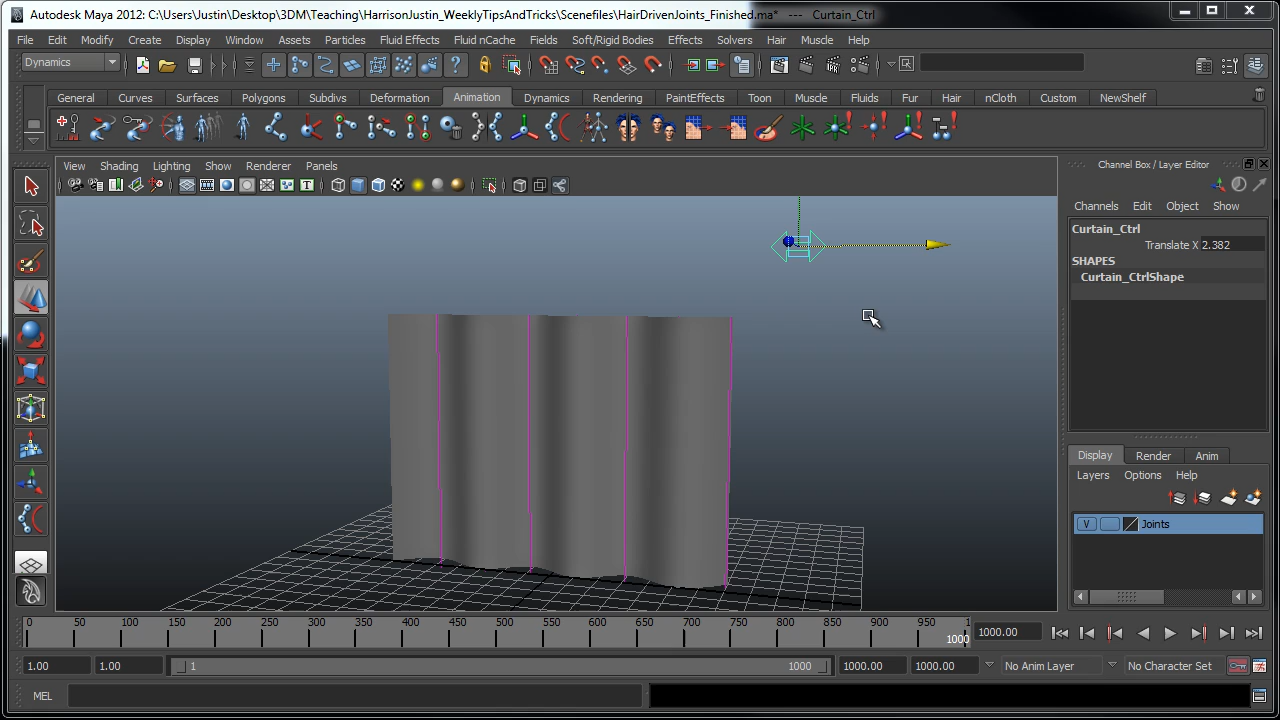 Autodesk Maya 2012: C:\Users\Justin\Desktop\3DM\Teaching\HarrisonJustin_WeeklyTipsAndTricks\Scenefiles\HairDrivenJoints_Finished.ma* --- Curtain_Ctrl
File Edit Modify Create Display Window Assets Particles Fluid Effects Fluid nCache Fields Soft/Rigid Bodies Effects Solvers Hair Muscle Help
Dynamics
General Curves Surfaces Polygons Subdivs Deformation Animation Dynamics Rendering PaintEffects Toon Muscle Fluids Fur Hair nCloth Custom NewShelf
View Shading Lighting Show Renderer Panels
Channel Box / Layer Editor
Channels Edit Object Show
Curtain_Ctrl
Translate X 2.382
SHAPES
Curtain_CtrlShape
Display Render Anim
Layers Options Help
V Joints
0 50 100 150 200 250 300 350 400 450 500 550 600 650 700 750 800 850 900 950 1
1000
1000.00
1.00 1.00 1 1000 1000.00 1000.00 No Anim Layer No Character Set
MEL